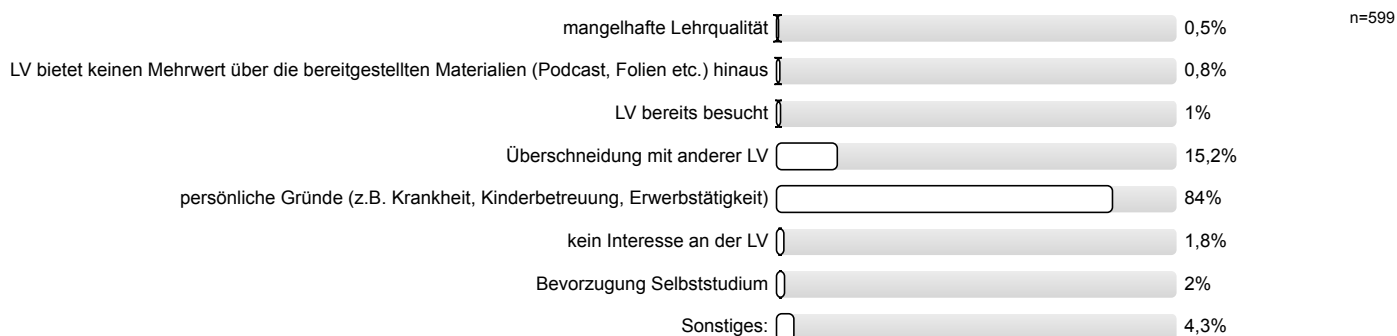 mangelhafte Lehrqualität 0,5% n=599
LV bietet keinen Mehrwert über die bereitgestellten Materialien (Podcast, Folien etc.) hinaus 0,8%
LV bereits besucht 1%
Überschneidung mit anderer LV 15,2%
persönliche Gründe (z.B. Krankheit, Kinderbetreuung, Erwerbstätigkeit) 84%
kein Interesse an der LV 1,8%
Bevorzugung Selbststudium 2%
Sonstiges: 4,3%